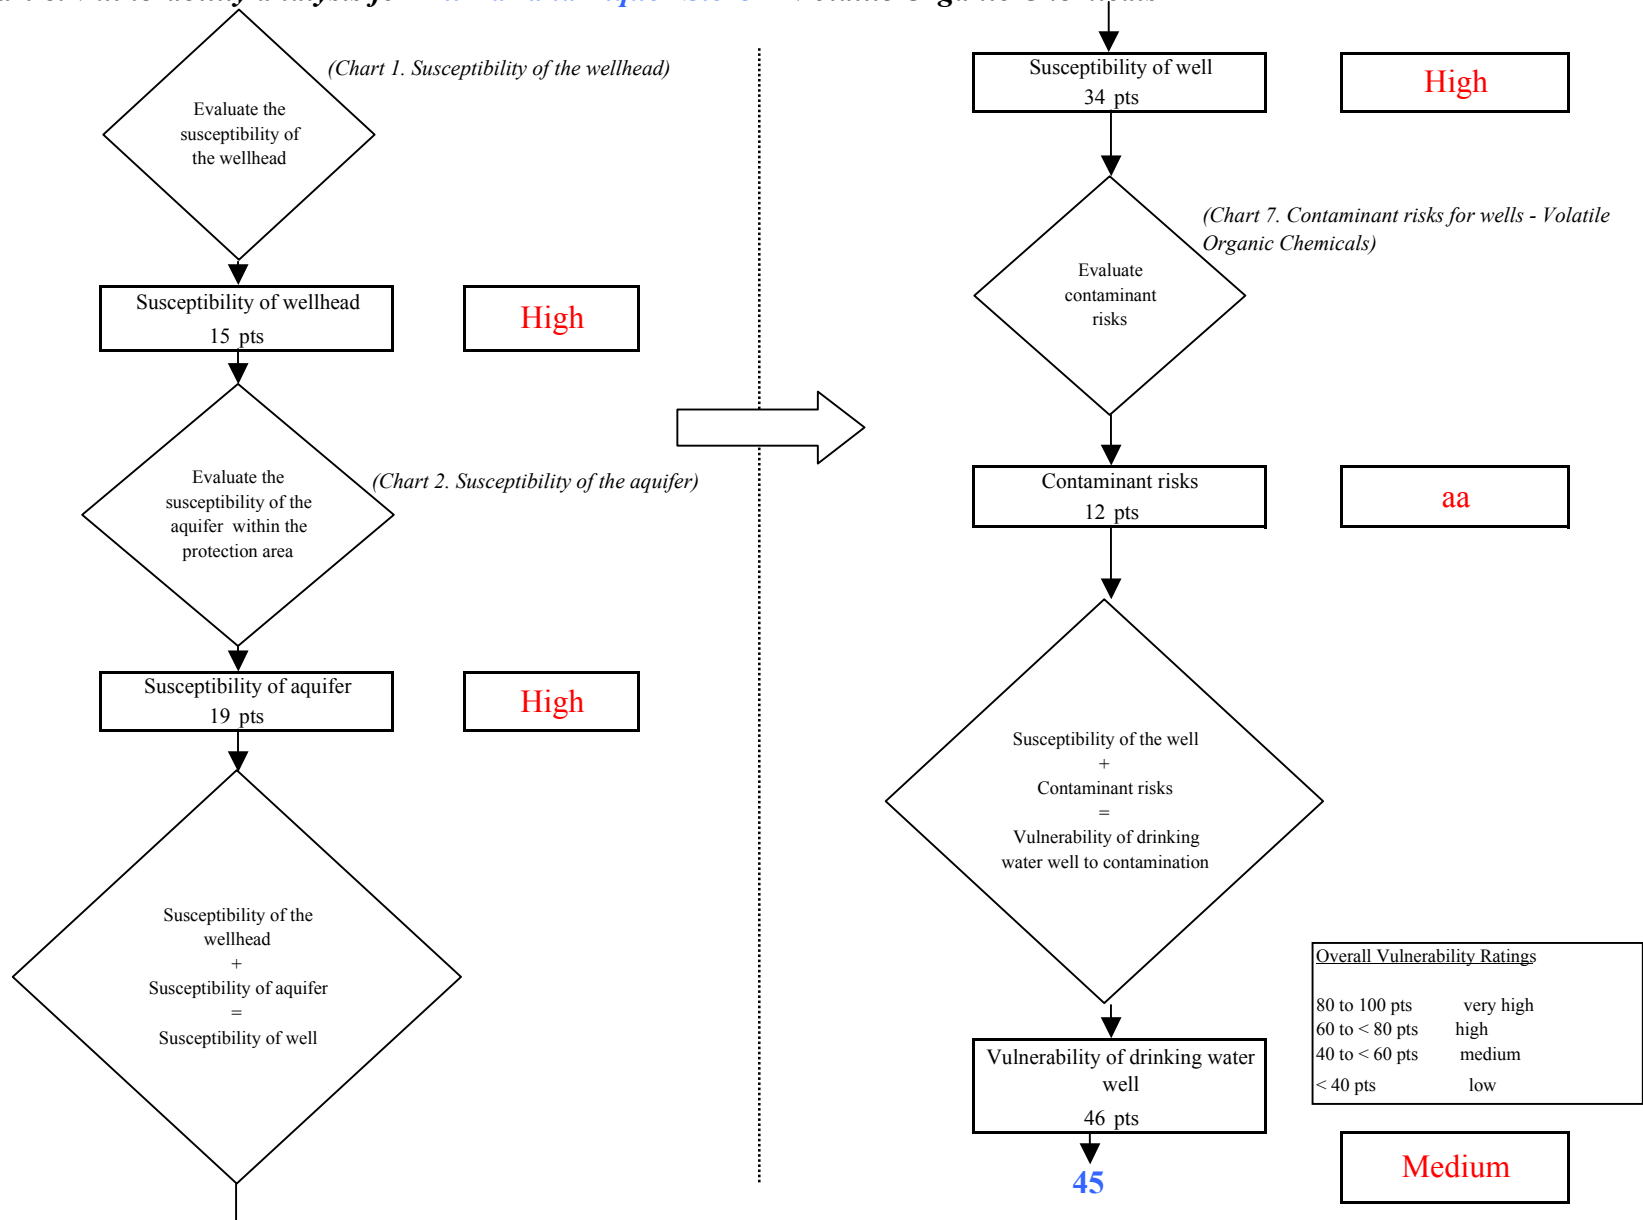 Volatile Organic Chemicals
(Chart 1. Susceptibility of the wellhead)
Evaluate the
susceptibility of
the wellhead
Susceptibility of wellhead
15 pts
High
Evaluate the
susceptibility of the
aquifer within the
protection area
(Chart 2. Susceptibility of the aquifer)
Susceptibility of aquifer
19 pts
High
Susceptibility of the
wellhead
+
Susceptibility of aquifer
=
Susceptibility of well
Susceptibility of well
34 pts
High
(Chart 7. Contaminant risks for wells - Volatile
Organic Chemicals)
Evaluate
contaminant
risks
Contaminant risks
12 pts
aa
Susceptibility of the well
+
Contaminant risks
=
Vulnerability of drinking
water well to contamination
Overall Vulnerability Ratings
80 to 100 pts very high
60 to < 80 pts high
40 to < 60 pts medium
< 40 pts low
Vulnerability of drinking water
well
46 pts
45
Medium